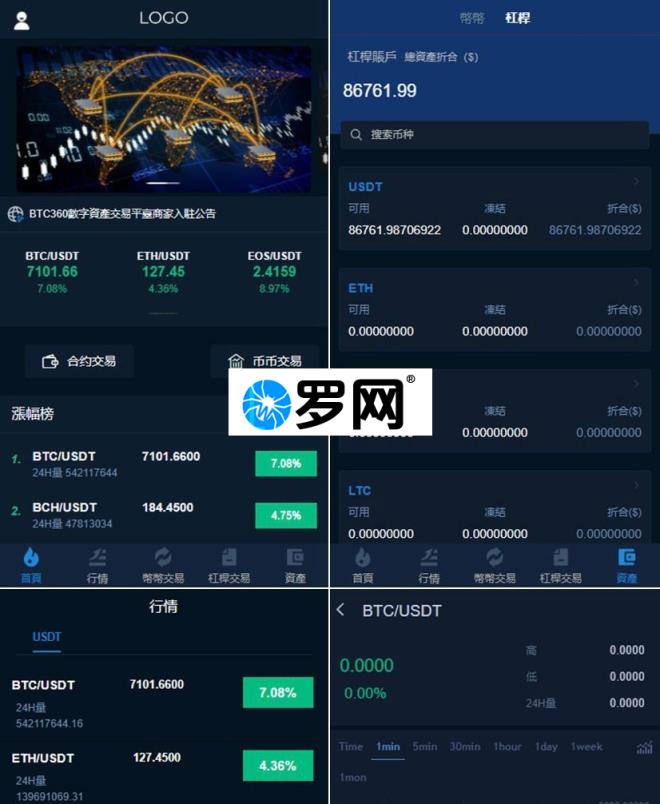 LOGO
0.00
0.02
1.0
BTC360數字資產交易平臺商家入駐公告
BTC/USDT ETH/USDT EOS/USDT
7101.66 127.45 2.4159
7.08% 4.36% 8.97%
合约交易 币币交易
漲幅榜
1. BTC/USDT 7101.6600 7.08%
24H量 542117644
2. BCH/USDT 184.4500 4.75%
24H量 47813034
首頁 行情 幣幣交易 杠桿交易 資產
幣幣 杠桿
杠桿賬戶 總資產折合 ($)
86761.99
搜索币种
USDT
可用 凍結 折合($)
86761.98706922 0.00000000 86761.98706922
ETH
可用 凍結 折合($)
0.00000000 0.00000000 0.00000000
罗网®
凍結 折合($)
0.00000000 0.00000000
LTC
可用 凍結 折合($)
0.00000000 0.00000000 0.00000000
首頁 行情 幣幣交易 杠桿交易 資產
行情
USDT
BTC/USDT 7101.6600 7.08%
24H量
542117644.16
ETH/USDT 127.4500 4.36%
24H量
139691069.31
BTC/USDT
0.0000
0.00%
高 0.0000
低 0.0000
24H量 0.0000
Time 1min 5min 30min 1hour 1day 1week
1mon